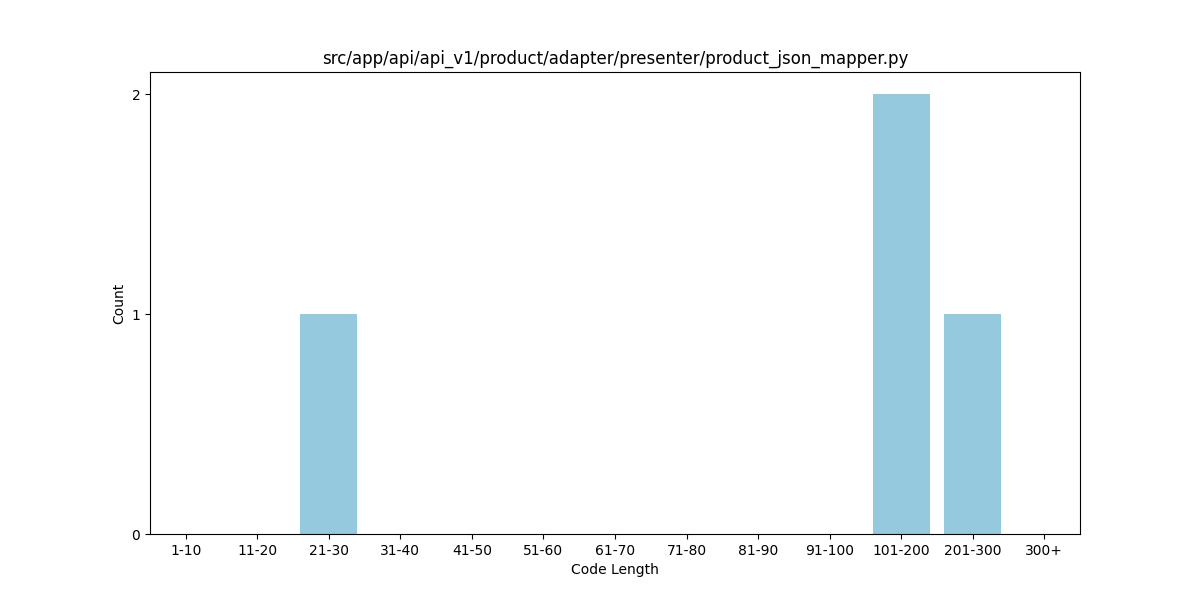 src/app/api/api_v1/product/adapter/presenter/product_json_mapper.py
2
1
0
Count
1-10 11-20 21-30 31-40 41-50 51-60 61-70 71-80 81-90 91-100 101-200 201-300 300+
Code Length